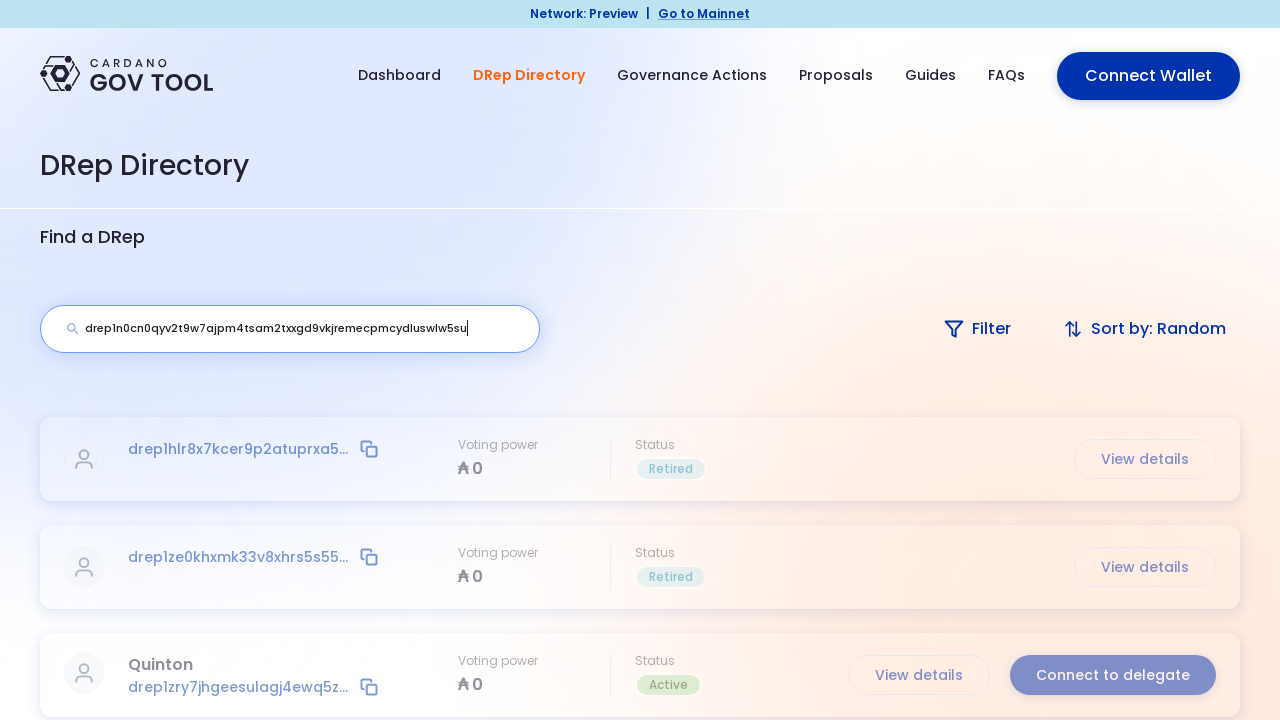 Network: Preview | Go to Mainnet
CARDANO
GOV TOOL
Dashboard
DRep Directory
Governance Actions
Proposals
Guides
FAQs
Connect Wallet
DRep Directory
Find a DRep
drep1n0cn0qyv2t9w7ajpm4tsam2txxgd9vkjremecpmcydluswlw5su
Filter
Sort by: Random
drep1hlr8x7kcer9p2atuprxa5...
Voting power
₳ 0
Status
Retired
View details
drep1ze0khxmk33v8xhrs5s55...
Voting power
₳ 0
Status
Retired
View details
Quinton
drep1zry7jhgeesulagj4ewq5z...
Voting power
₳ 0
Status
Active
View details
Connect to delegate